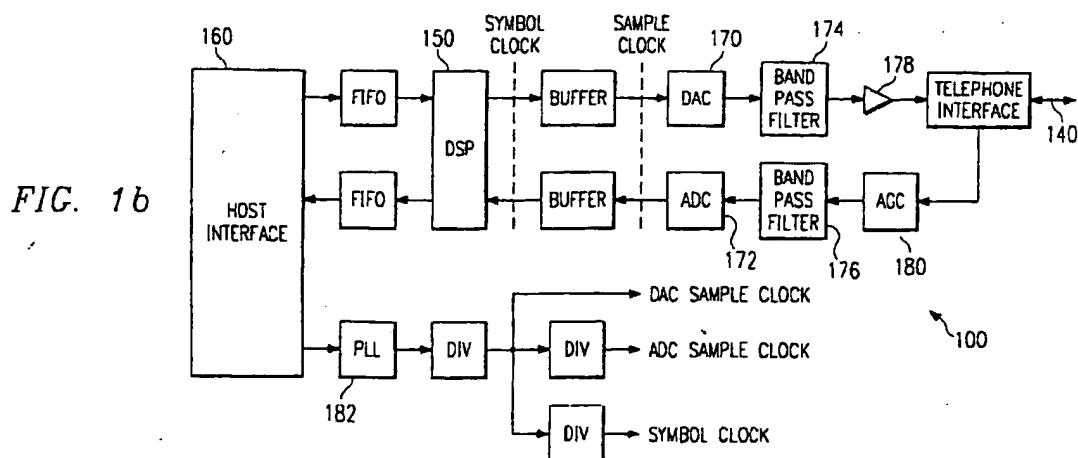 160
150
SYMBOL
CLOCK
SAMPLE
CLOCK
170
174
178
FIFO
DSP
BUFFER
DAC
BAND
PASS
FILTER
TELEPHONE
INTERFACE
140
FIG. 1b
HOST
INTERFACE
FIFO
BUFFER
ADC
BAND
PASS
FILTER
AGC
172
176
180
DAC SAMPLE CLOCK
PLL
DIV
DIV
ADC SAMPLE CLOCK
100
182
DIV
SYMBOL CLOCK